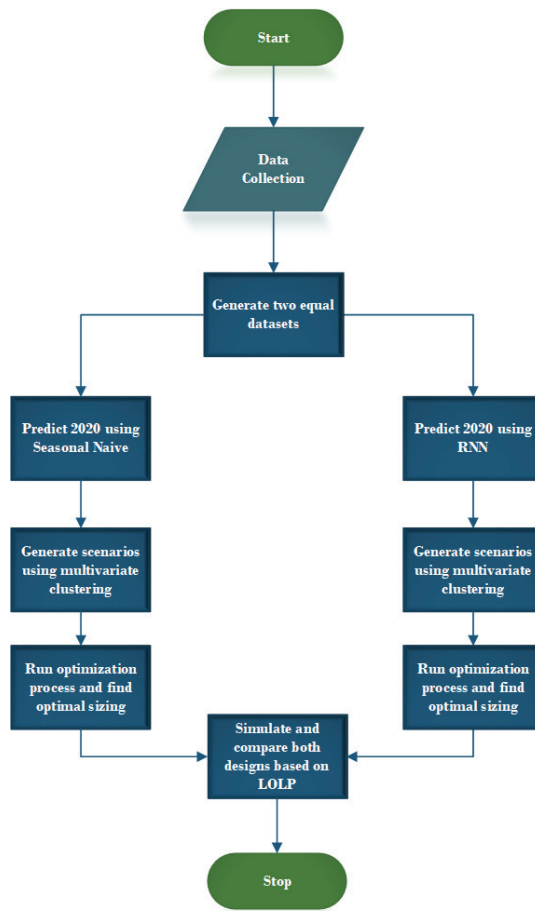 Start
Data
Collection
Generate two equal
datasets
Predict 2020 using
Seasonal Naive
Predict 2020 using
RNN
Generate scenarios
using multivariate
clustering
Generate scenarios
using multivariate
clustering
Run optimization
process and find
optimal sizing
Run optimization
process and find
optimal sizing
Simulate and
compare both
designs based on
LOLP
Stop